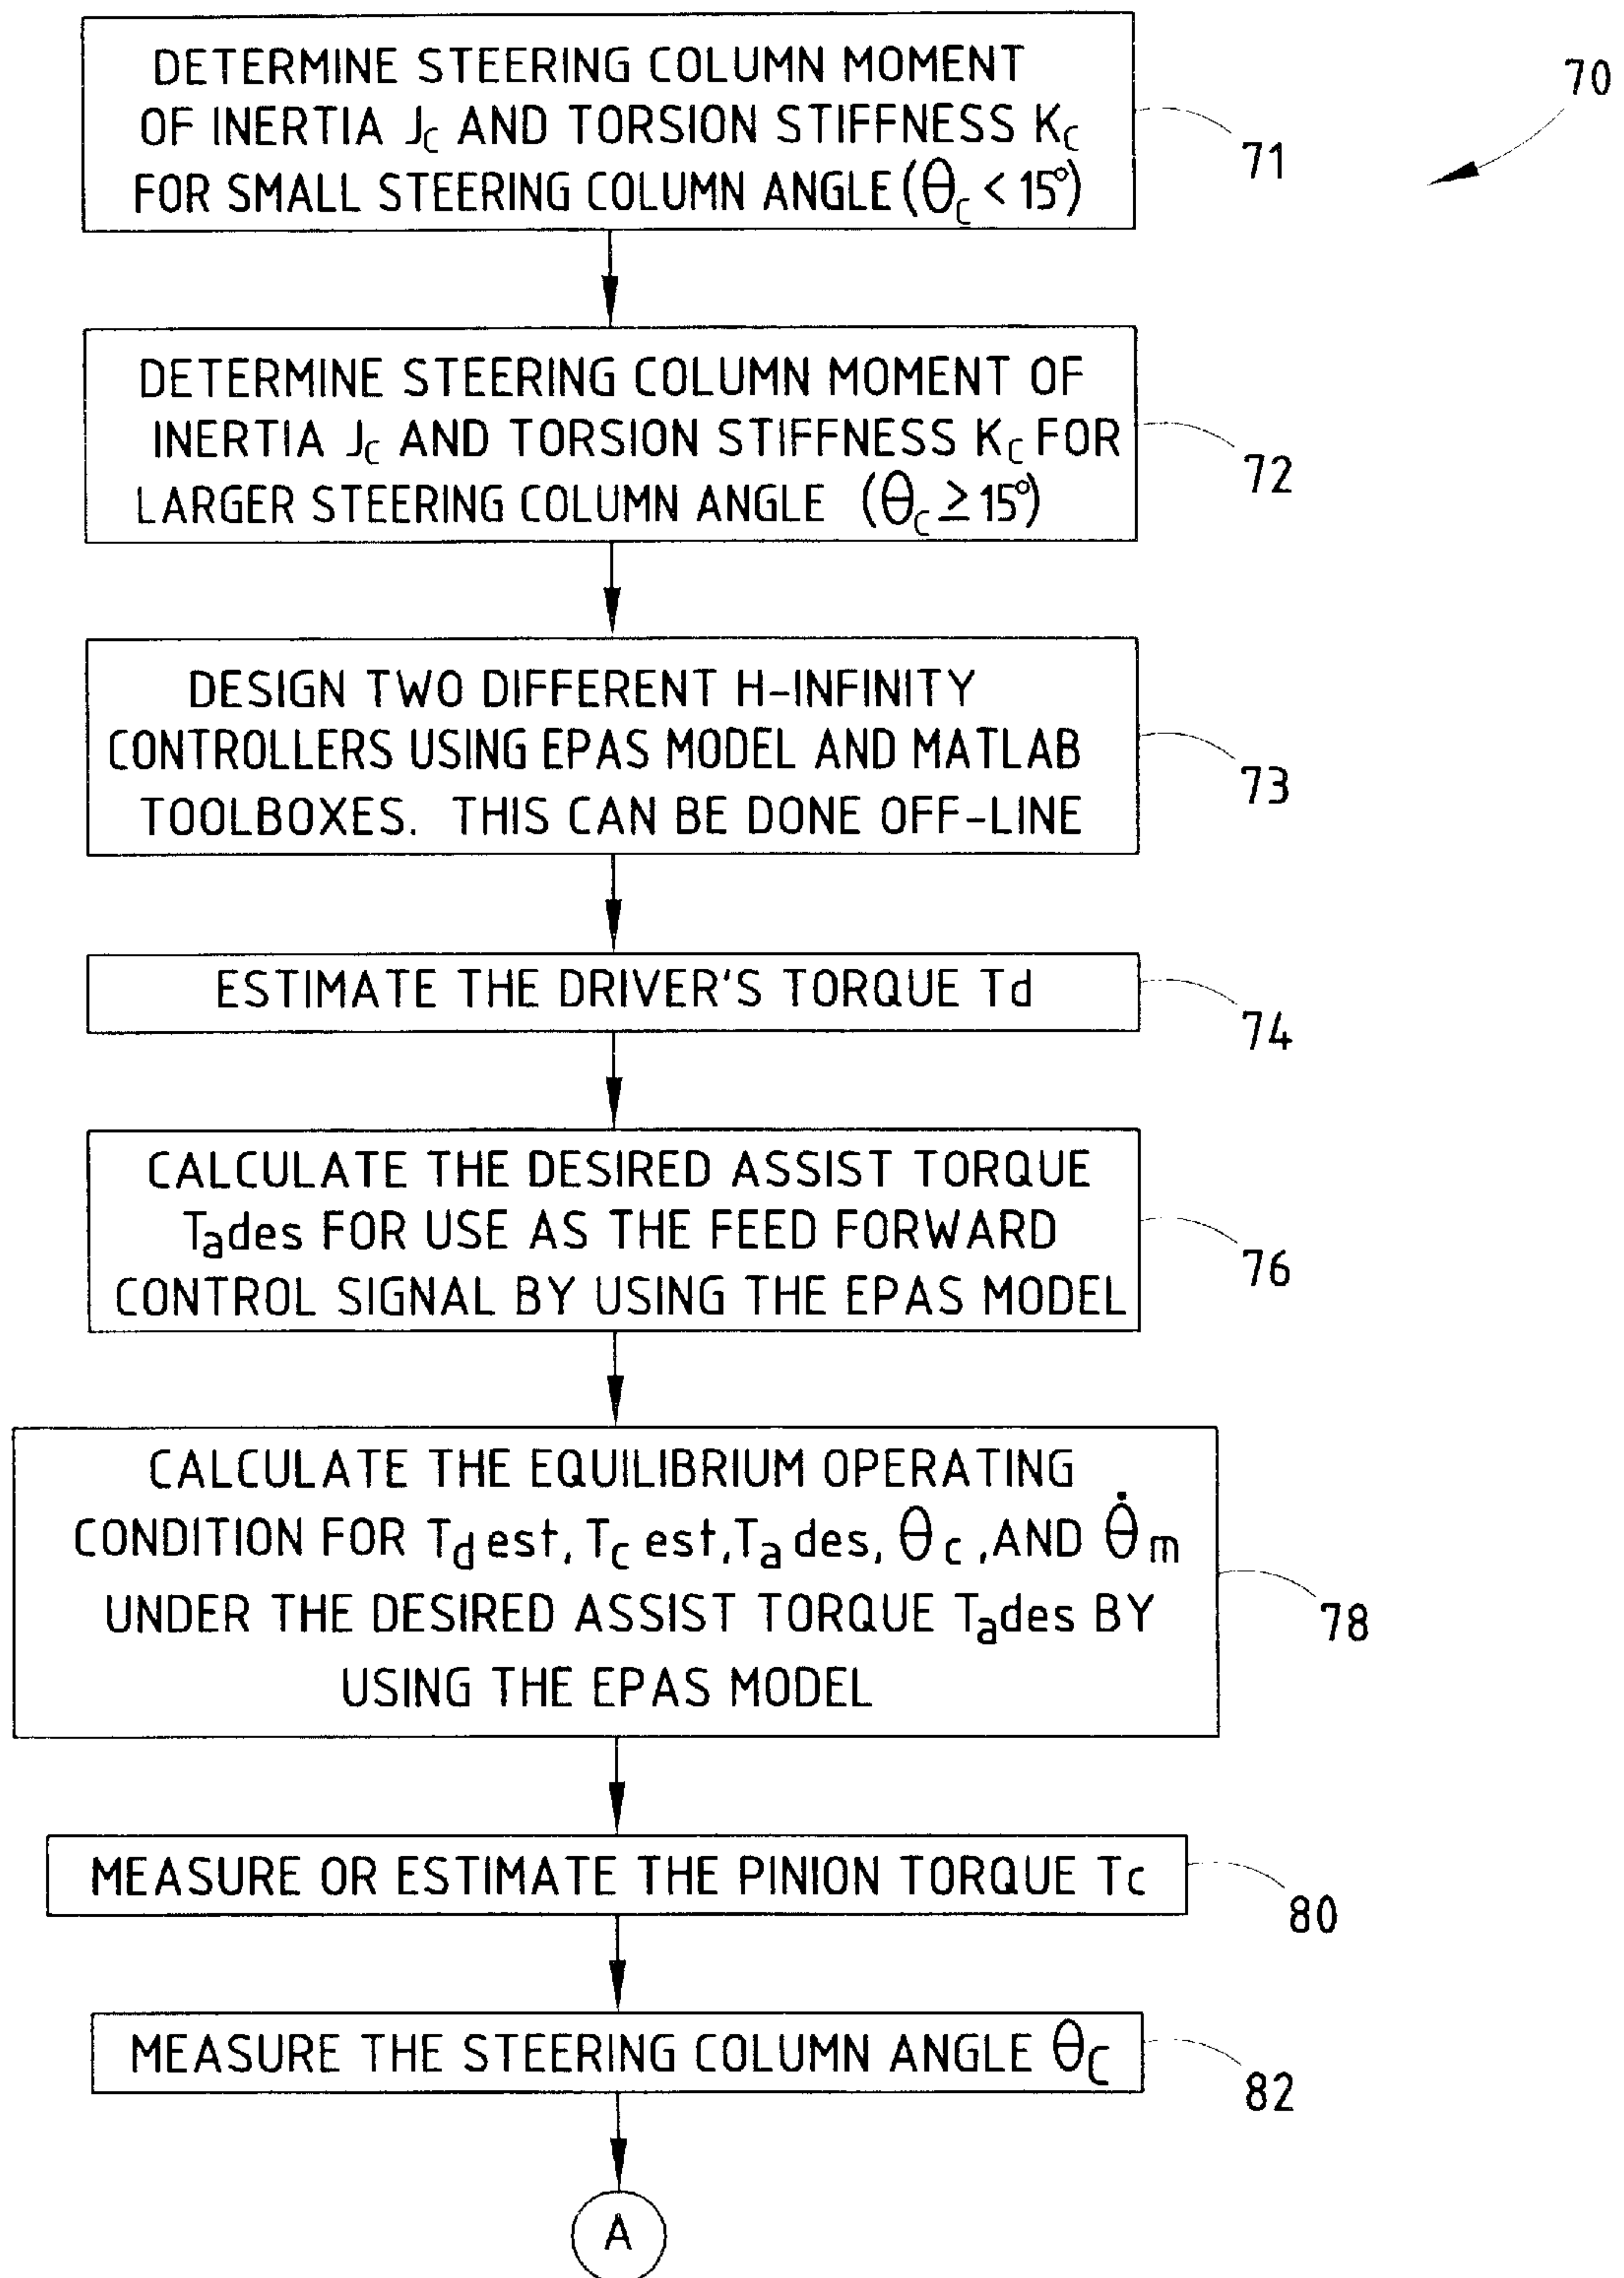 70
DETERMINE STEERING COLUMN MOMENT
OF INERTIA Jc AND TORSION STIFFNESS Kc
FOR SMALL STEERING COLUMN ANGLE (θc < 15°)
71
DETERMINE STEERING COLUMN MOMENT OF
INERTIA Jc AND TORSION STIFFNESS Kc FOR
LARGER STEERING COLUMN ANGLE (θc ≥ 15°)
72
DESIGN TWO DIFFERENT H-INFINITY
CONTROLLERS USING EPAS MODEL AND MATLAB
TOOLBOXES. THIS CAN BE DONE OFF-LINE
73
ESTIMATE THE DRIVER'S TORQUE Td
74
CALCULATE THE DESIRED ASSIST TORQUE
Tades FOR USE AS THE FEED FORWARD
CONTROL SIGNAL BY USING THE EPAS MODEL
76
CALCULATE THE EQUILIBRIUM OPERATING
CONDITION FOR Td est, Tc est, Ta des, θc, AND θ̇m
UNDER THE DESIRED ASSIST TORQUE Tades BY
USING THE EPAS MODEL
78
MEASURE OR ESTIMATE THE PINION TORQUE Tc
80
MEASURE THE STEERING COLUMN ANGLE θc
82
A